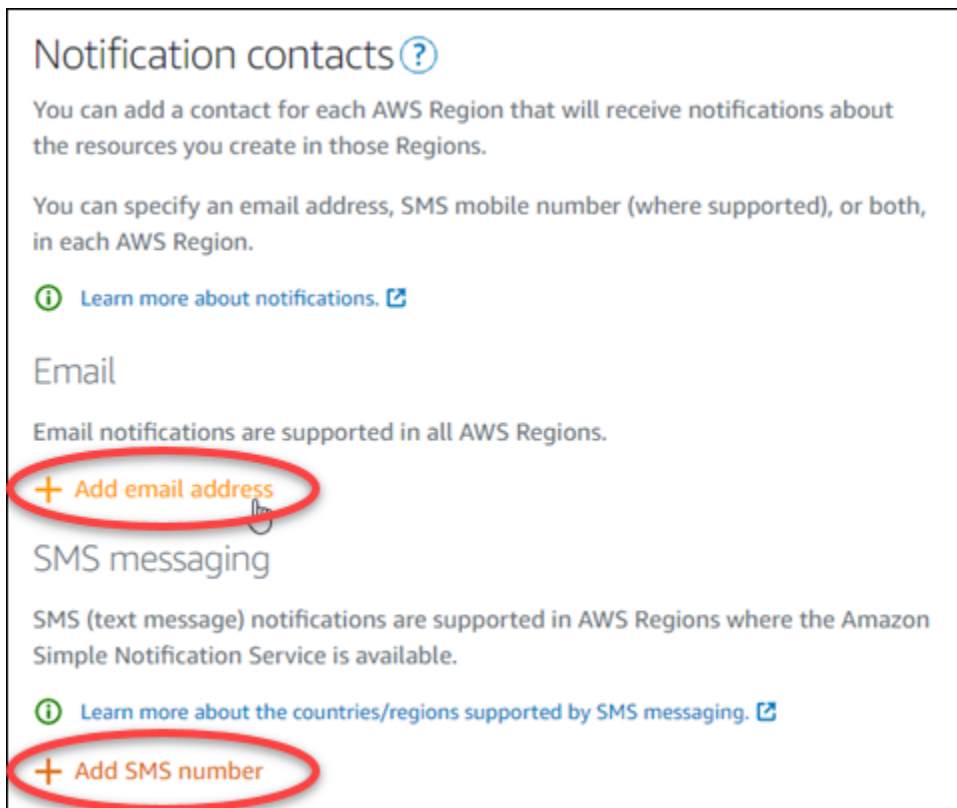 Notification contacts ?
You can add a contact for each AWS Region that will receive notifications about
the resources you create in those Regions.
You can specify an email address, SMS mobile number (where supported), or both,
in each AWS Region.
Learn more about notifications.
Email
Email notifications are supported in all AWS Regions.
+ Add email address
SMS messaging
SMS (text message) notifications are supported in AWS Regions where the Amazon
Simple Notification Service is available.
Learn more about the countries/regions supported by SMS messaging.
+ Add SMS number